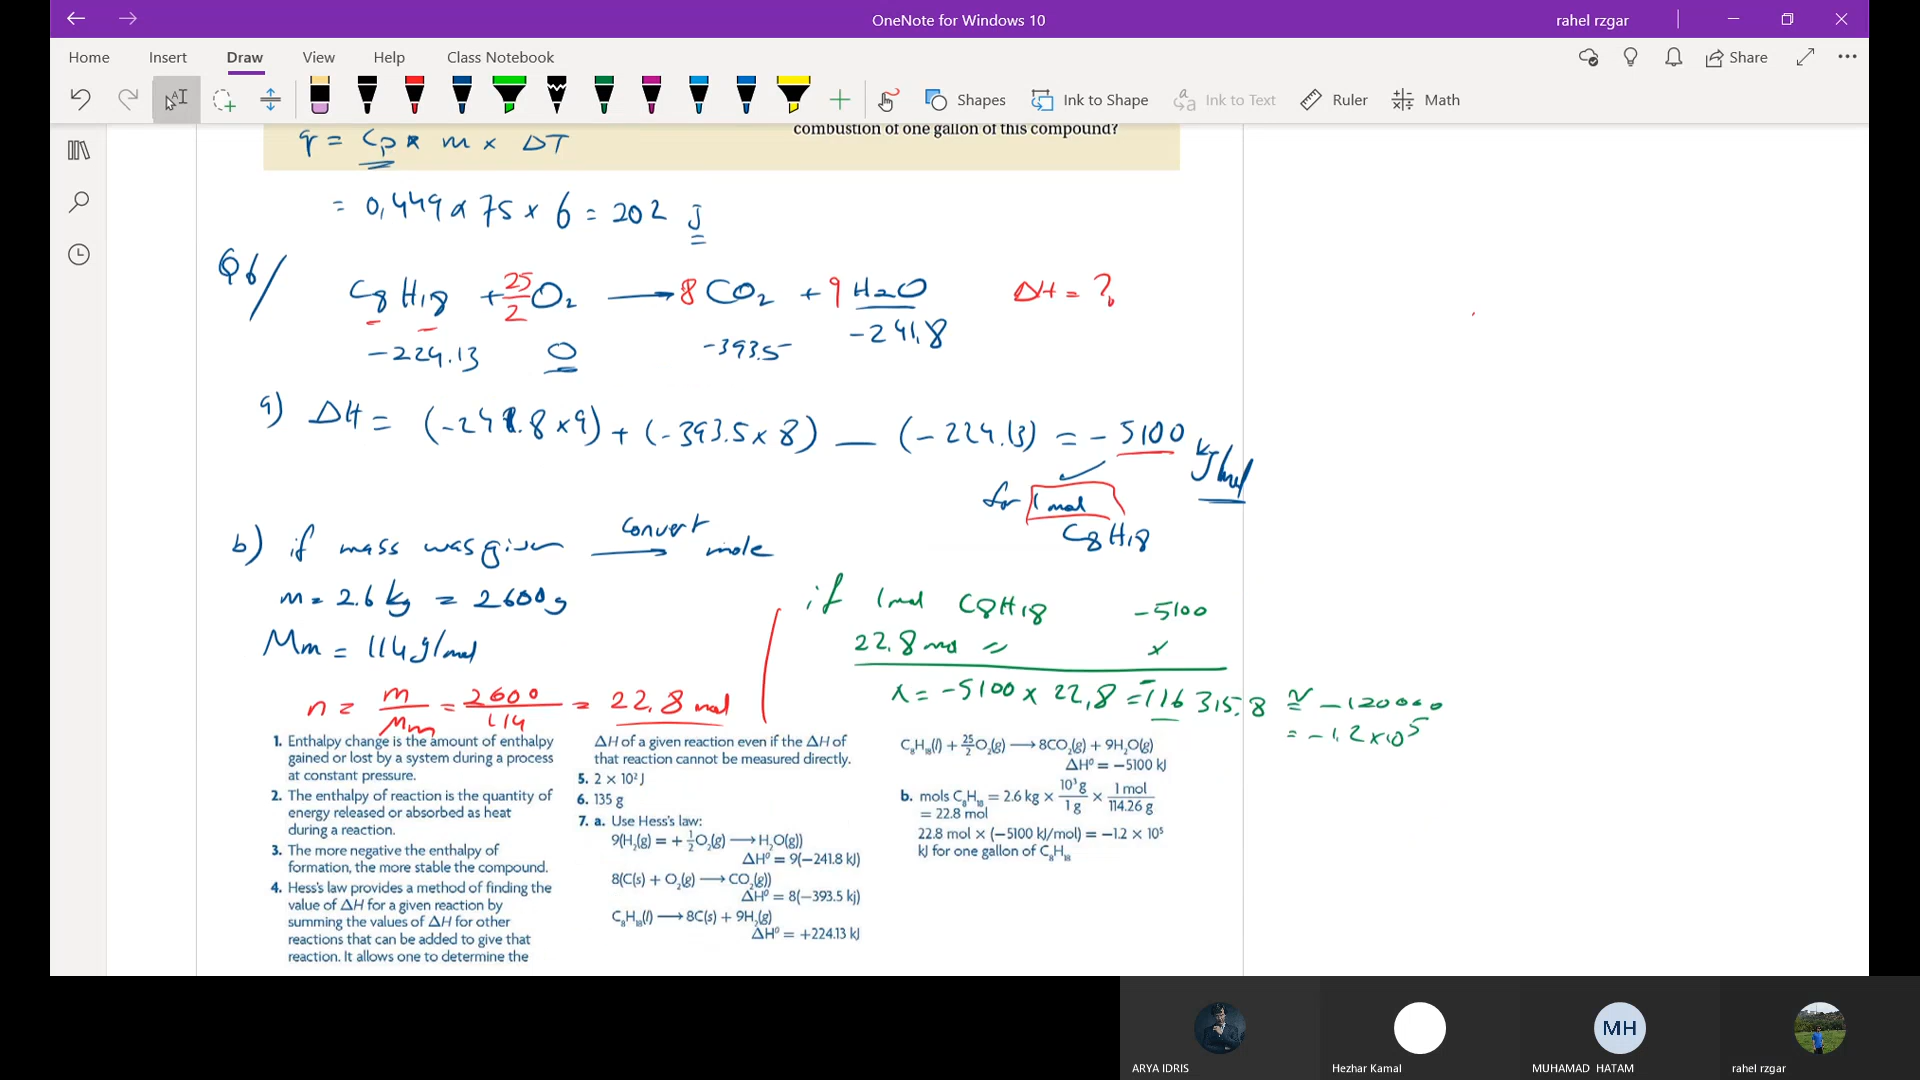 OneNote for Windows 10
rahel rzgar
Home Insert Draw View Help Class Notebook
Share
Shapes Ink to Shape Ink to Text Ruler Math
combustion of one gallon of this compound?
q = Cp × m × ΔT
= 0,449 × 75 × 6 = 202 J
Q6/
C8H18 + 25/2 O2 ⟶ 8 CO2 + 9 H2O ΔH = ?
-224.13 0 -393.5 -241.8
a) ΔH = (-241.8×9) + (-393.5×8) — (-224.13) = -5100 kJ/mol
for 1 mol
C8H18
b) if mass was given convert ⟶ mole
m = 2.6 kg = 2600g
Mm = 114 g/mol
n = m/Mm = 2600/114 = 22.8 mol
if 1mol C8H18 -5100
22.8 mol = x
x = -5100 × 22,8 = -116 315.8 ≅ -120000
= -1.2×10^5
1. Enthalpy change is the amount of enthalpy
gained or lost by a system during a process
at constant pressure.
2. The enthalpy of reaction is the quantity of
energy released or absorbed as heat
during a reaction.
3. The more negative the enthalpy of
formation, the more stable the compound.
4. Hess's law provides a method of finding the
value of ΔH for a given reaction by
summing the values of ΔH for other
reactions that can be added to give that
reaction. It allows one to determine the
ΔH of a given reaction even if the ΔH of
that reaction cannot be measured directly.
5. 2 × 10² J
6. 135 g
7. a. Use Hess's law:
9(H₂(g) = + ½O₂(g) ⟶ H₂O(g))
ΔH⁰ = 9(−241.8 kJ)
8(C(s) + O₂(g) ⟶ CO₂(g))
ΔH⁰ = 8(−393.5 kJ)
C₈H₁₈(l) ⟶ 8C(s) + 9H₂(g)
ΔH⁰ = +224.13 kJ
C₈H₁₈(l) + 25/2 O₂(g) ⟶ 8CO₂(g) + 9H₂O(g)
ΔH⁰ = −5100 kJ
b. mols C₈H₁₈ = 2.6 kg × 10³ g/1 g × 1 mol/114.26 g
= 22.8 mol
22.8 mol × (−5100 kJ/mol) = −1.2 × 10⁵
kJ for one gallon of C₈H₁₈
MH
ARYA IDRIS Hezhar Kamal MUHAMAD HATAM rahel rzgar